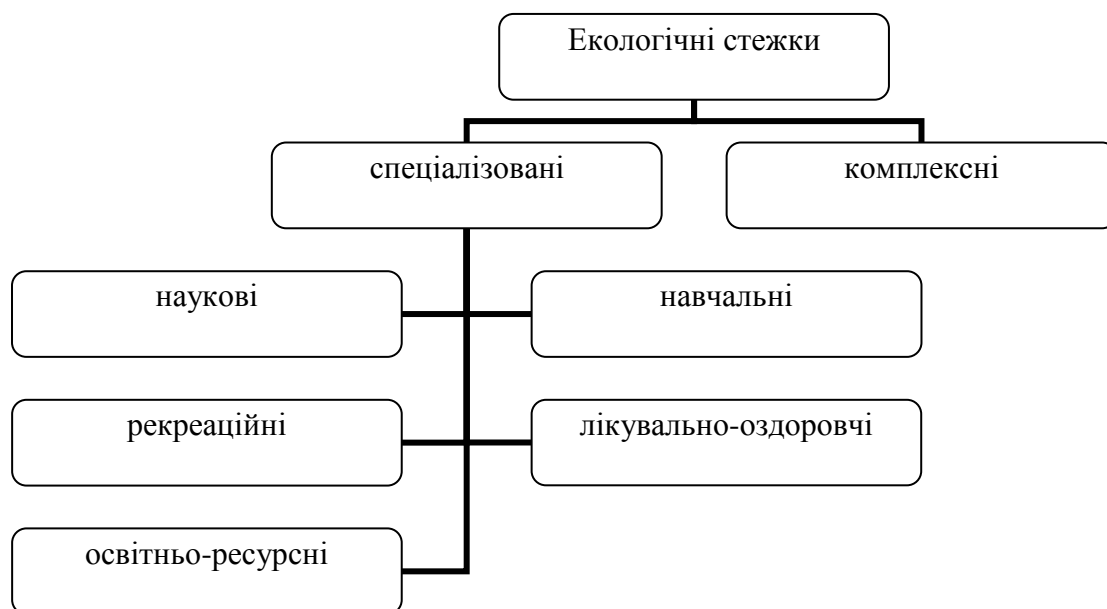 Екологічні стежки
спеціалізовані
комплексні
наукові
навчальні
рекреаційні
лікувально-оздоровчі
освітньо-ресурсні